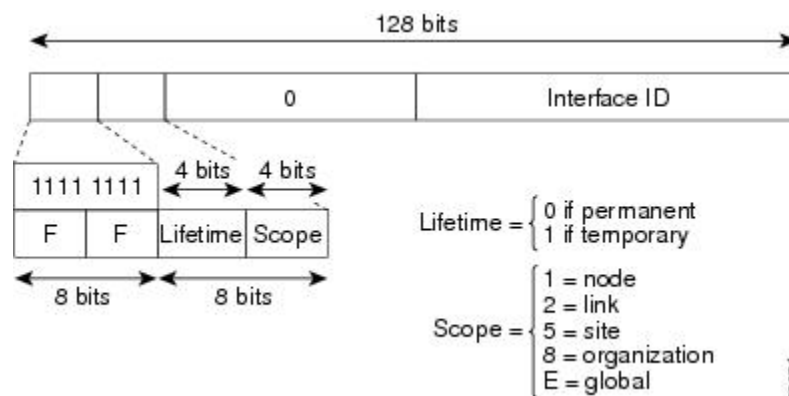 128 bits
0 Interface ID
4 bits 4 bits
1111 1111
F F Lifetime Scope
8 bits 8 bits
Lifetime = 0 if permanent
1 if temporary
Scope = 1 = node
2 = link
5 = site
8 = organization
E = global